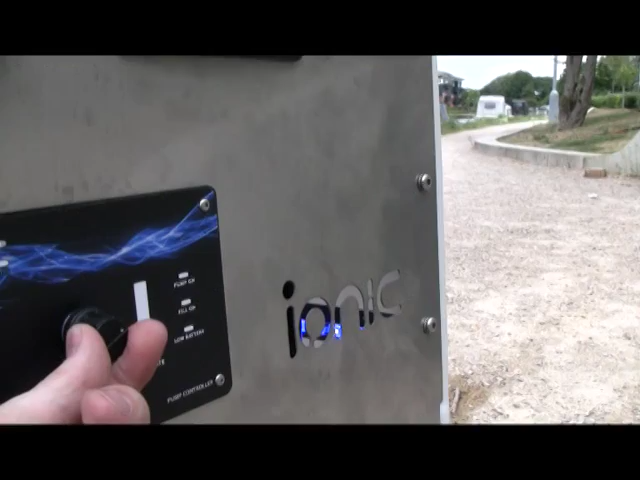 PUMP ON
FILL ON
LOW BATTERY
PUMP CONTROLLER
ionic